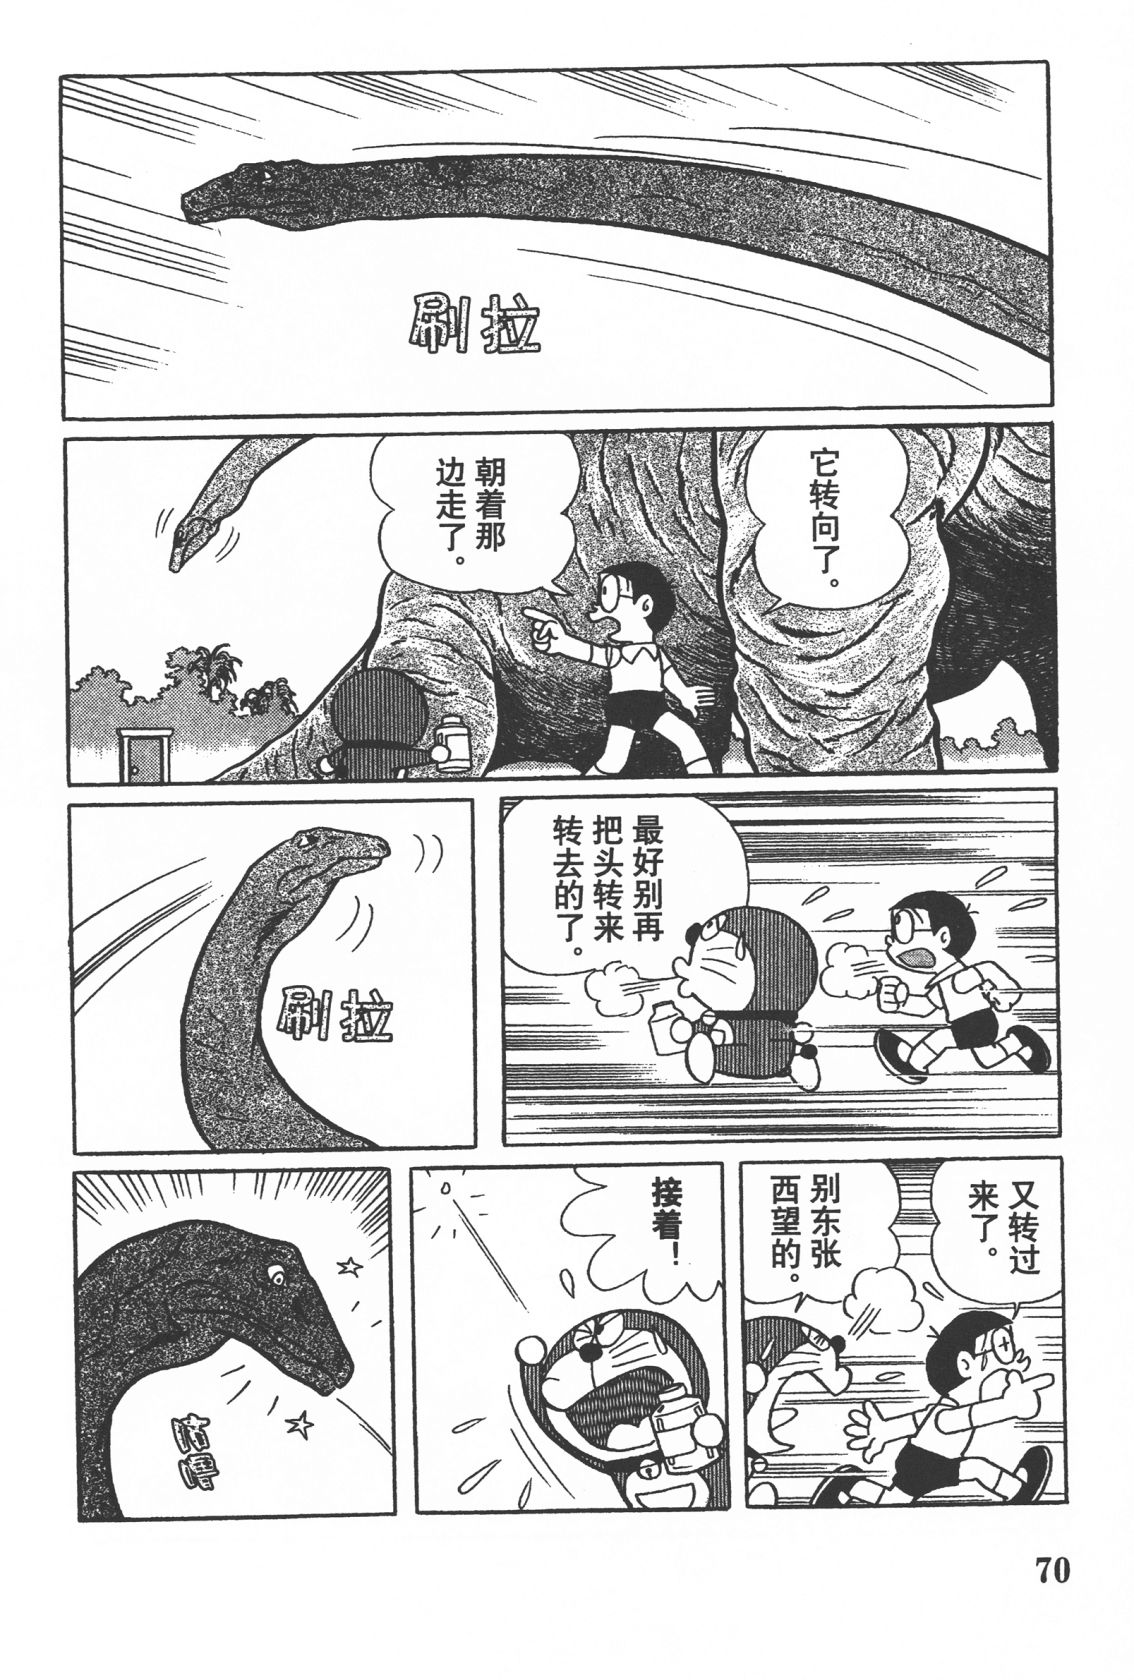 刷拉
它转向了。
朝着那
边走了。
最好别再
把头转来
转去的了。
刷拉
又转过
来了。
别东张
西望的。
接着！
咕噜
70